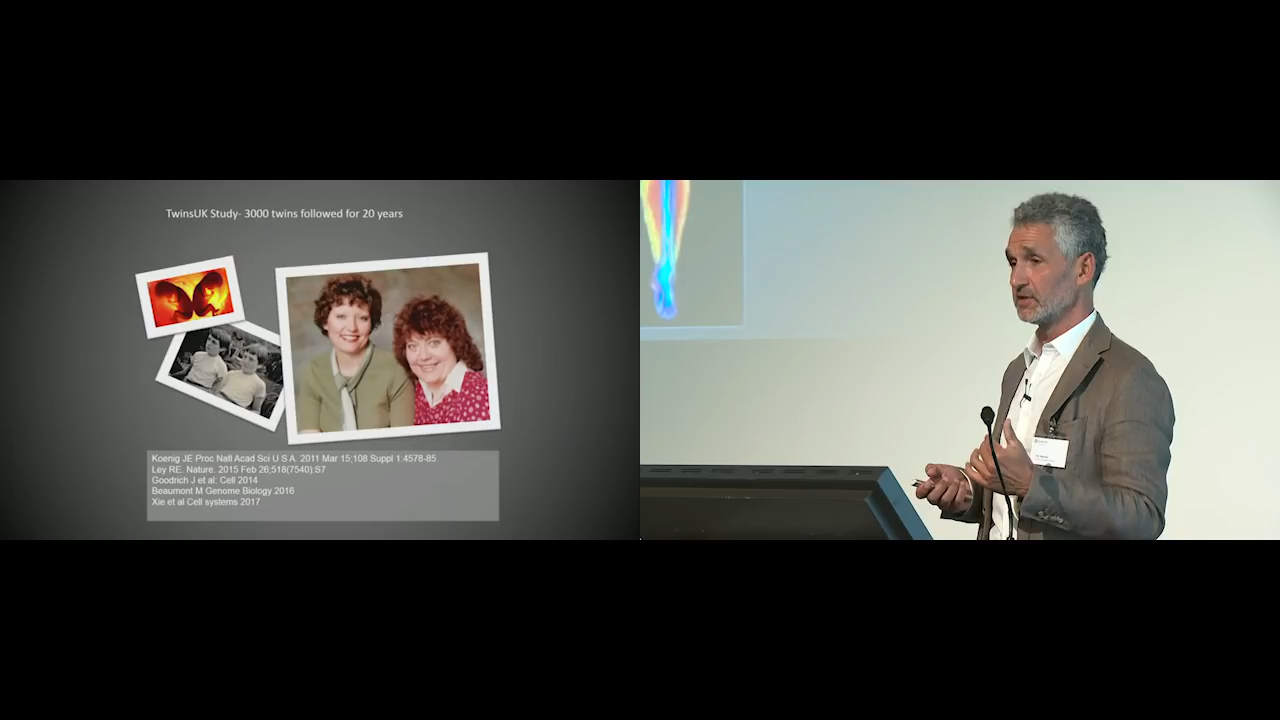 TwinsUK Study- 3000 twins followed for 20 years
Koenig JE Proc Natl Acad Sci U S A. 2011 Mar 15;108 Suppl 1:4578-85.
Ley RE. Nature. 2015 Feb 26;518(7540):S7
Goodrich J et al: Cell 2014
Beaumont M Genome Biology 2016
Xie et al Cell systems 2017